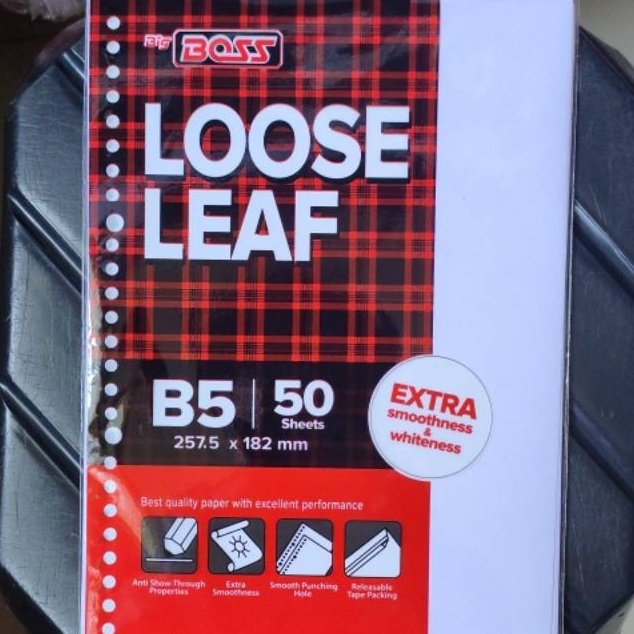 Big BOSS
LOOSE
LEAF
B5 | 50
Sheets
257.5 x 182 mm
EXTRA
smoothness
&
whiteness
Best quality paper with excellent performance
Anti Show-Through
Properties
Extra
Smoothness
Smooth Punching
Hole
Releasable
Tape Packing